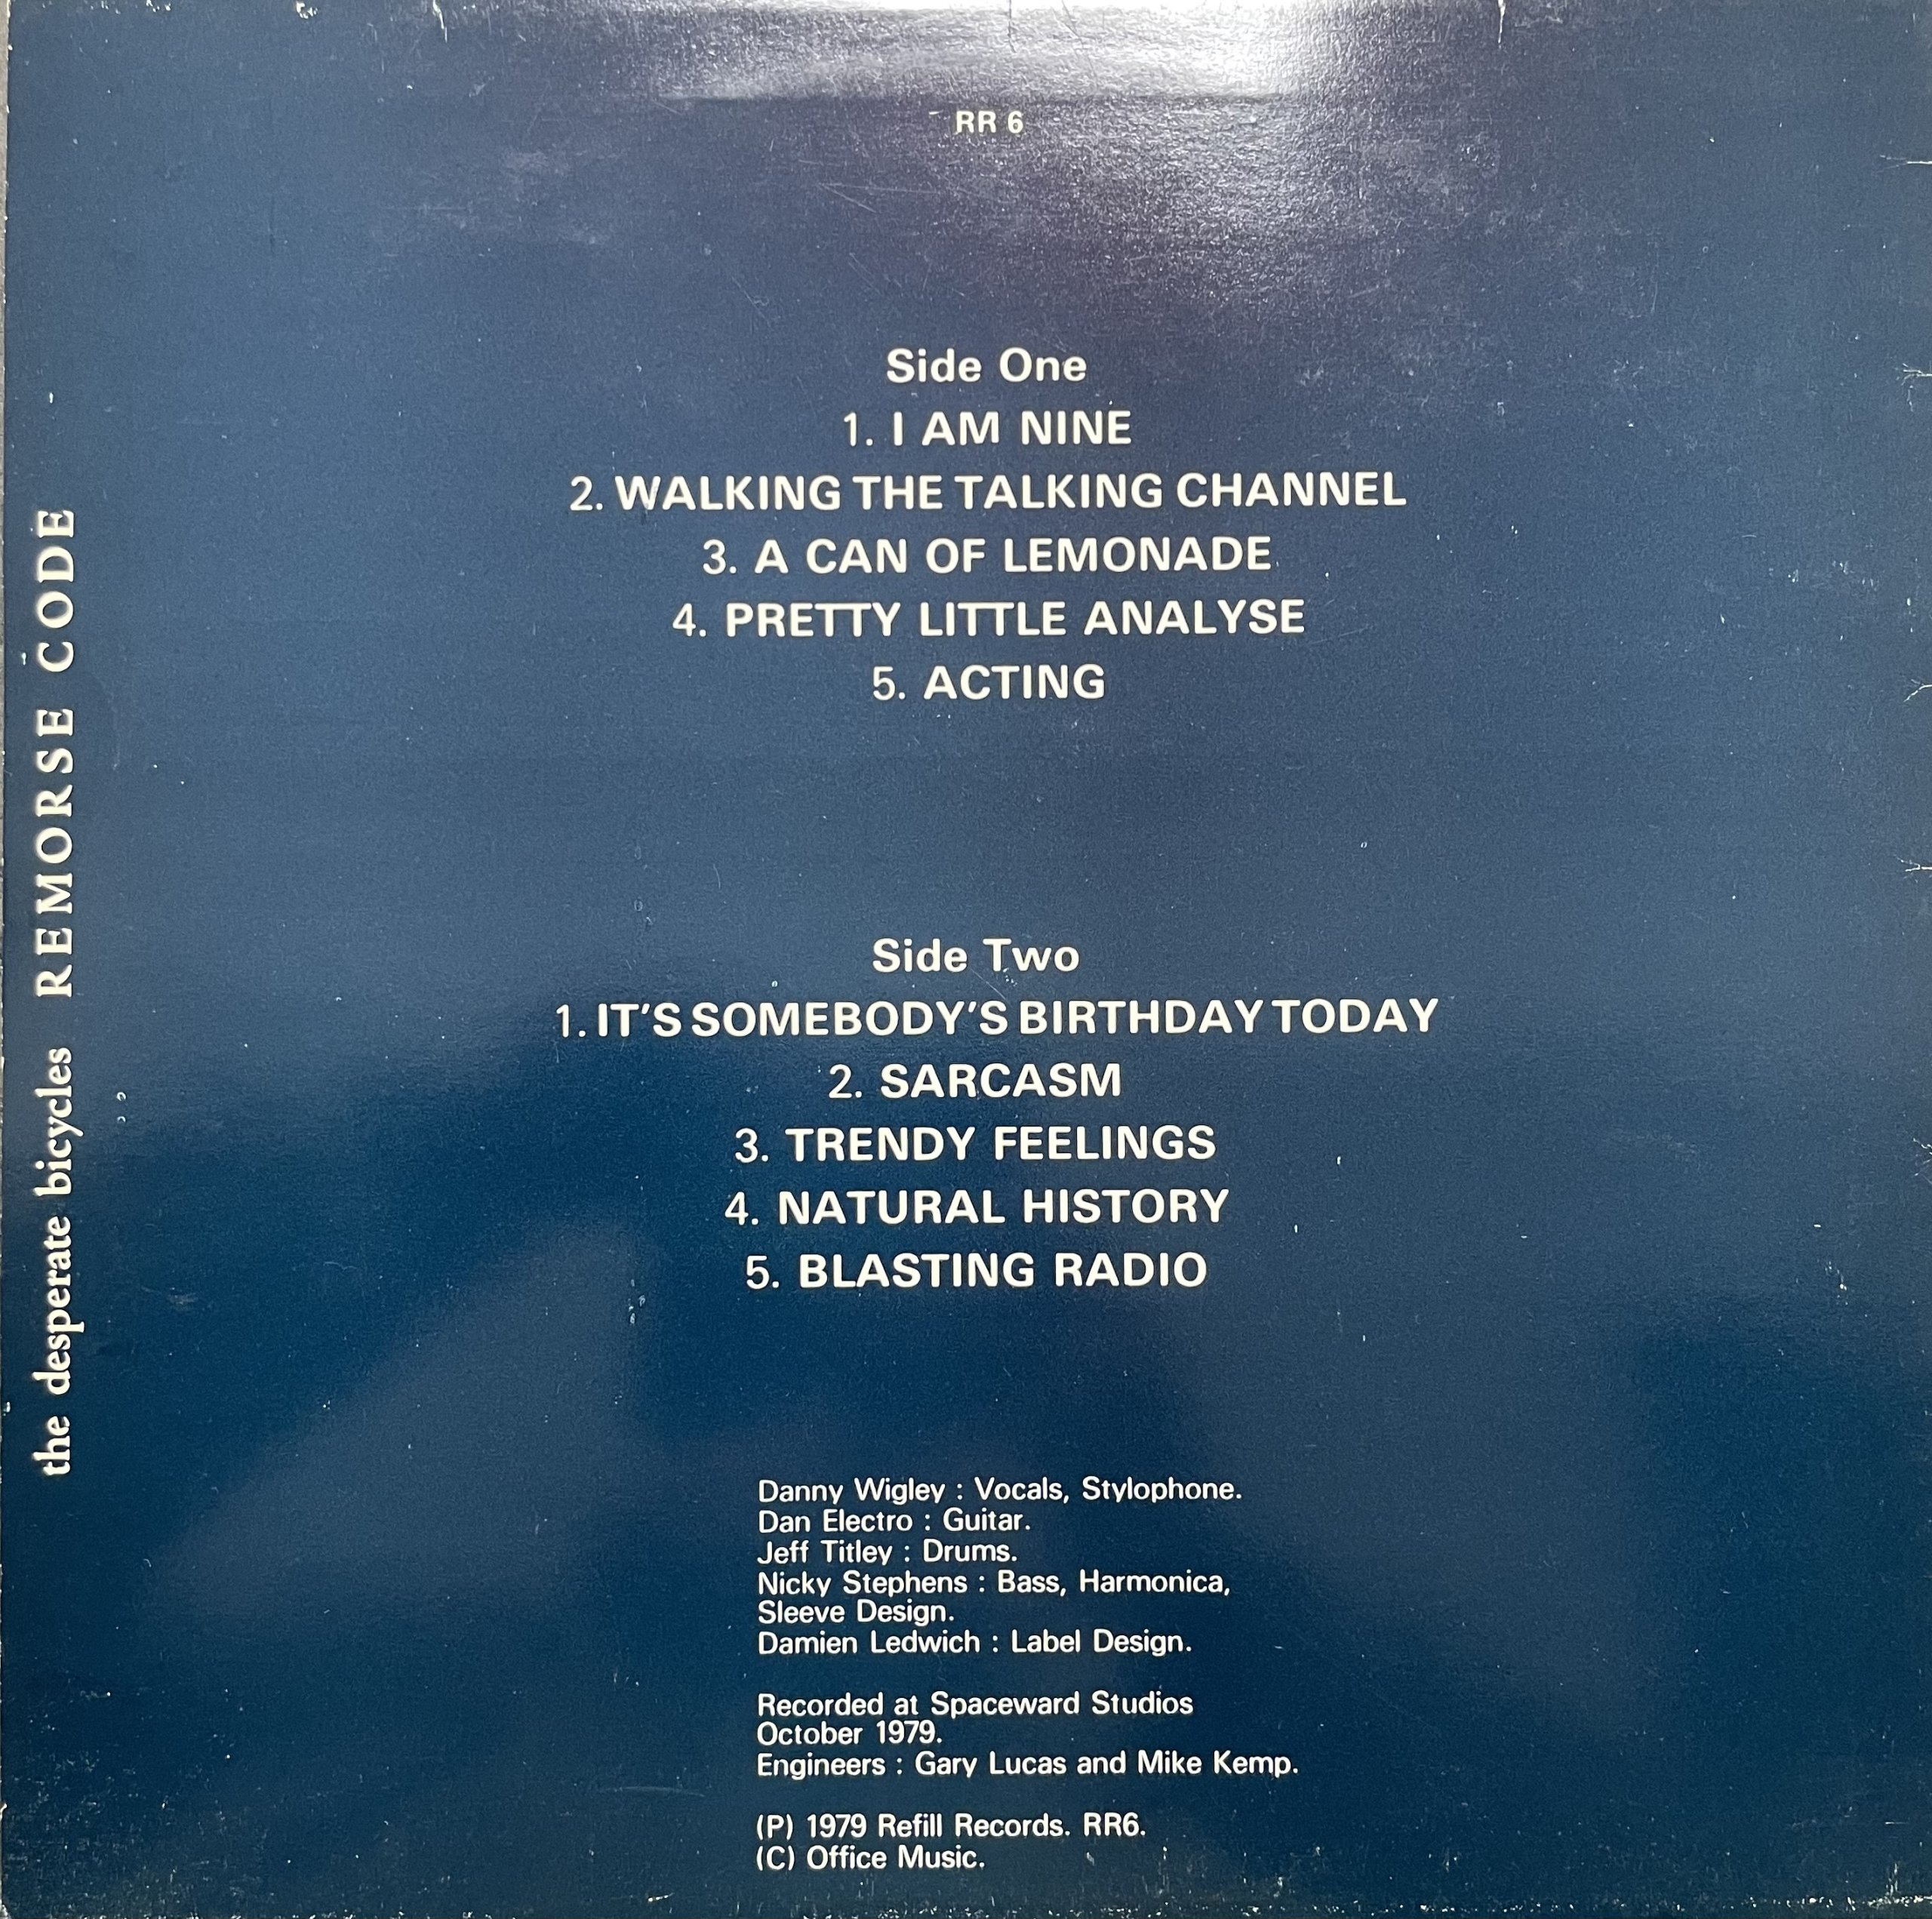 RR 6
Side One
1. I AM NINE
2. WALKING THE TALKING CHANNEL
3. A CAN OF LEMONADE
4. PRETTY LITTLE ANALYSE
5. ACTING
Side Two
1. IT'S SOMEBODY'S BIRTHDAY TODAY
2. SARCASM
3. TRENDY FEELINGS
4. NATURAL HISTORY
5. BLASTING RADIO
the desperate bicycles REMORSE CODE
Danny Wigley : Vocals, Stylophone.
Dan Electro : Guitar.
Jeff Titley : Drums.
Nicky Stephens : Bass, Harmonica,
Sleeve Design.
Damien Ledwich : Label Design.
Recorded at Spaceward Studios
October 1979.
Engineers : Gary Lucas and Mike Kemp.
(P) 1979 Refill Records. RR6.
(C) Office Music.